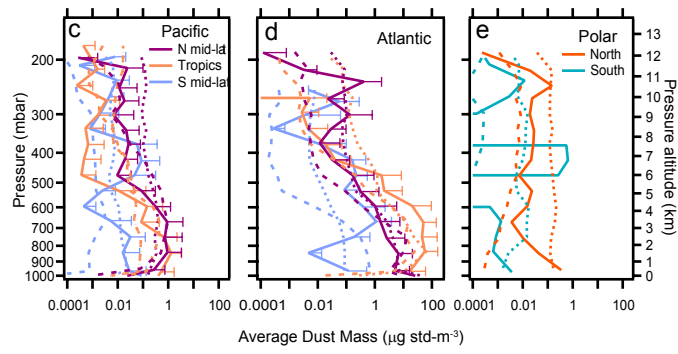 c Pacific
N mid-lat
Tropics
S mid-lat
d Atlantic
e Polar
North
South
Pressure (mbar)
200
300
400
500
600
700
800
900
1000
13
12
11
10
9
8
7
6
5
4
3
2
1
0
Pressure altitude (km)
0.0001 0.01 1 100
0.0001 0.01 1 100
0.0001 0.01 1 100
Average Dust Mass (μg std-m⁻³)